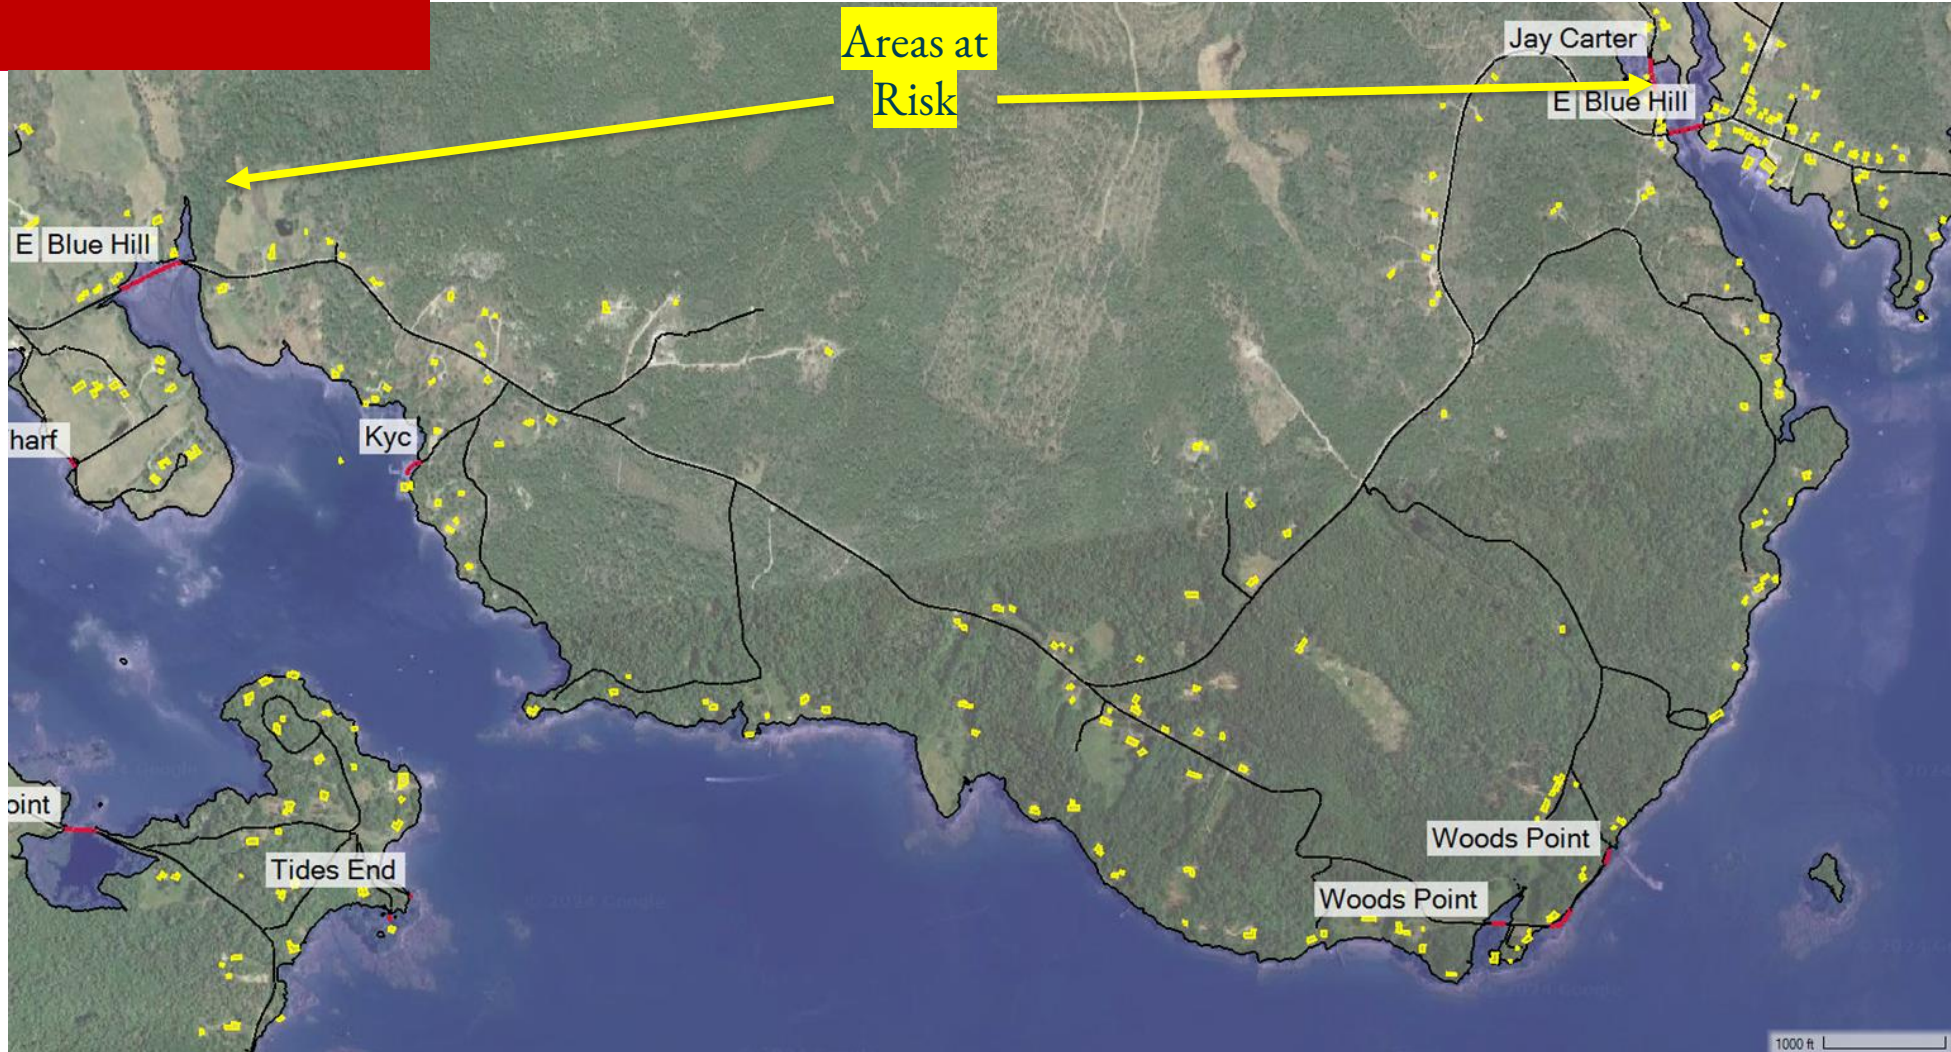 Areas at
Risk
Jay Carter
E Blue Hill
E Blue Hill
Kyc
harf
oint
Tides End
Woods Point
Woods Point
1000 ft